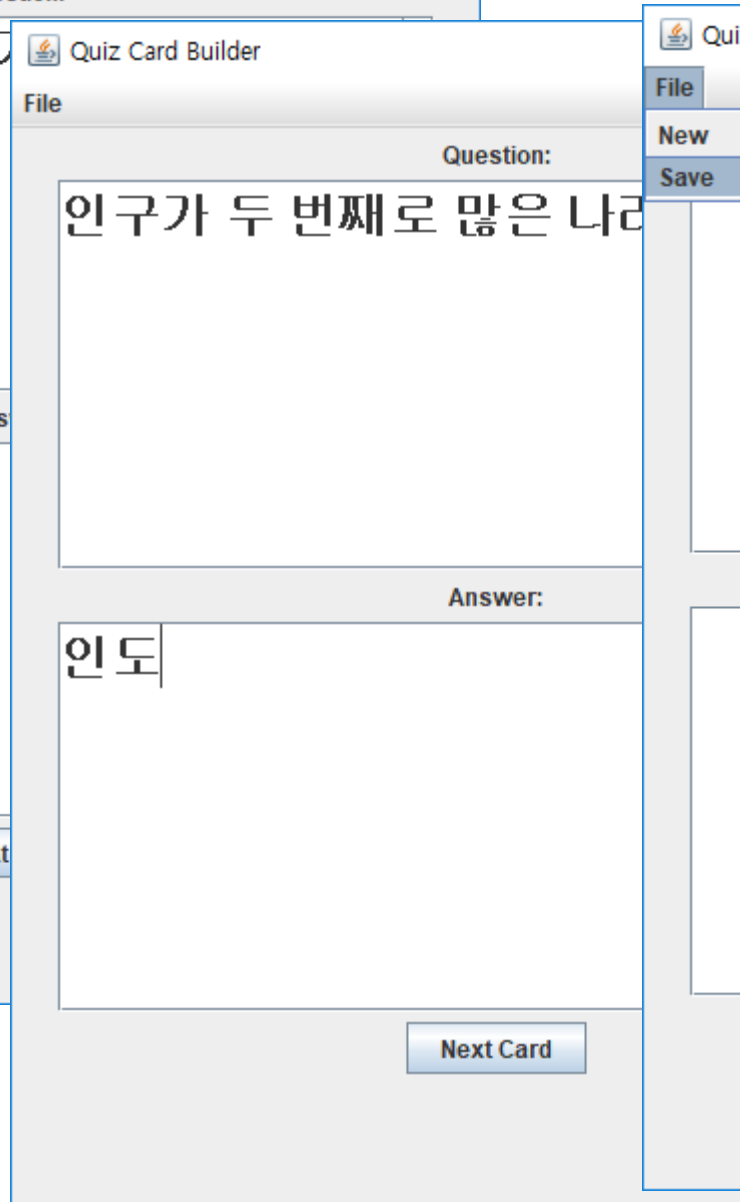 Quiz Card Builder
File
Question:
인구가 두 번째로 많은
Answer:
인도
Next Card
File
New
Save